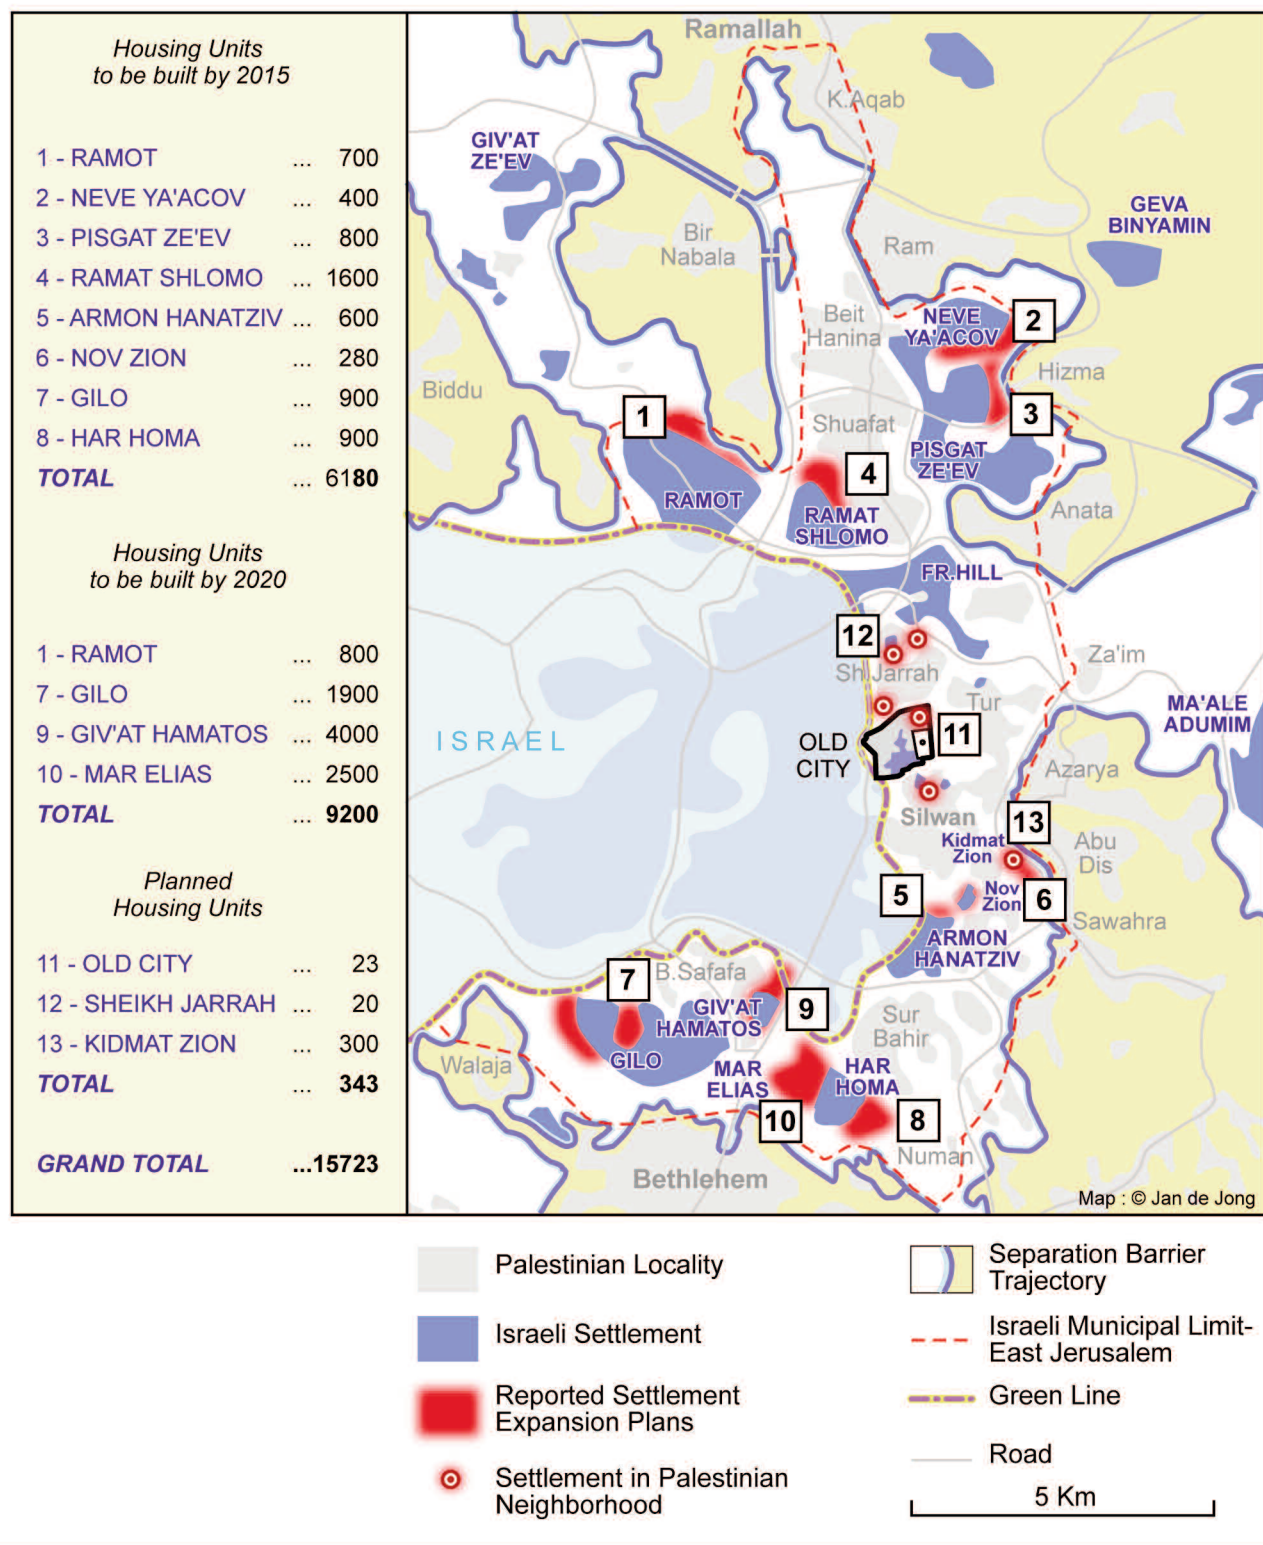 Housing Units
to be built by 2015
1 - RAMOT ... 700
2 - NEVE YA'ACOV ... 400
3 - PISGAT ZE'EV ... 800
4 - RAMAT SHLOMO ... 1600
5 - ARMON HANATZIV ... 600
6 - NOV ZION ... 280
7 - GILO ... 900
8 - HAR HOMA ... 900
TOTAL ... 6180
Housing Units
to be built by 2020
1 - RAMOT ... 800
7 - GILO ... 1900
9 - GIV'AT HAMATOS ... 4000
10 - MAR ELIAS ... 2500
TOTAL ... 9200
Planned
Housing Units
11 - OLD CITY ... 23
12 - SHEIKH JARRAH ... 20
13 - KIDMAT ZION ... 300
TOTAL ... 343
GRAND TOTAL ...15723
Ramallah
K.Aqab
GIV'AT
ZE'EV
GEVA
BINYAMIN
Bir
Nabala
Ram
Beit
Hanina
NEVE
YA'ACOV
2
Hizma
Biddu
1
3
Shuafat
PISGAT
ZE'EV
4
RAMOT
RAMAT
SHLOMO
Anata
FR.HILL
12
Sh.Jarrah
Za'im
Tur
MA'ALE
ADUMIM
ISRAEL
OLD
CITY
11
Azarya
Silwan
13
Kidmat
Zion
Abu
Dis
5
Nov
Zion
6
Sawahra
ARMON
HANATZIV
7
B.Safafa
GIV'AT
HAMATOS
9
Sur
Bahir
Walaja
GILO
MAR
ELIAS
HAR
HOMA
10
8
Numan
Bethlehem
Map : © Jan de Jong
Palestinian Locality
Israeli Settlement
Reported Settlement
Expansion Plans
Settlement in Palestinian
Neighborhood
Separation Barrier
Trajectory
Israeli Municipal Limit-
East Jerusalem
Green Line
Road
5 Km